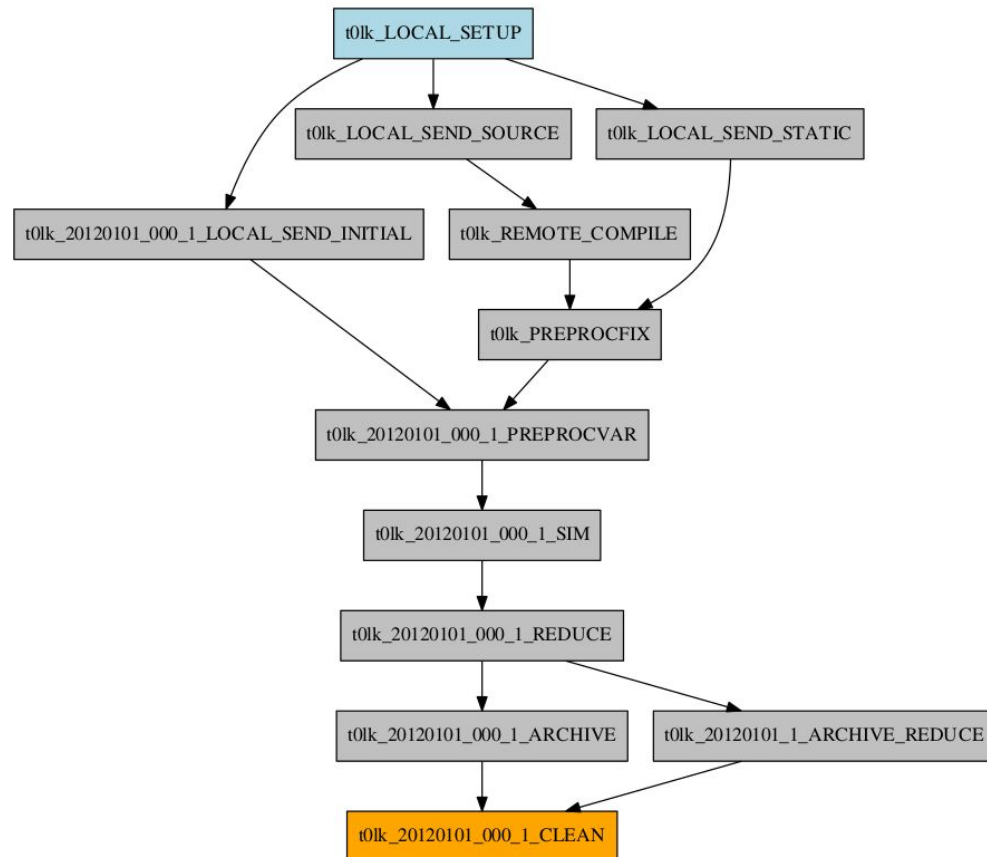 t0lk_LOCAL_SETUP
t0lk_LOCAL_SEND_SOURCE
t0lk_LOCAL_SEND_STATIC
t0lk_20120101_000_1_LOCAL_SEND_INITIAL
t0lk_REMOTE_COMPILE
t0lk_PREPROCFIX
t0lk_20120101_000_1_PREPROCVAR
t0lk_20120101_000_1_SIM
t0lk_20120101_000_1_REDUCE
t0lk_20120101_000_1_ARCHIVE
t0lk_20120101_1_ARCHIVE_REDUCE
t0lk_20120101_000_1_CLEAN